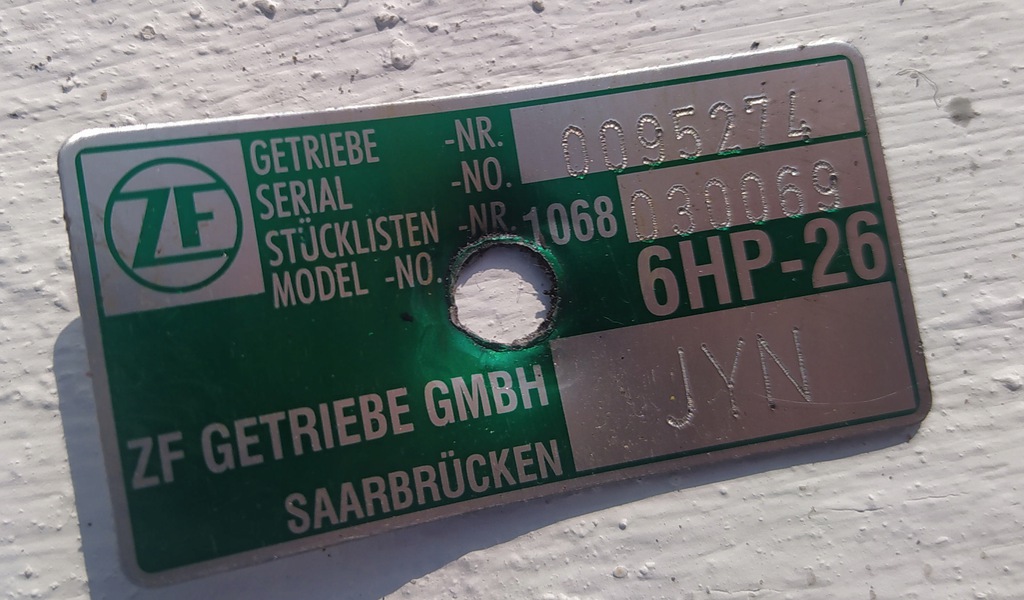 ZF
GETRIEBE -NR. 0095274
SERIAL -NO.
STÜCKLISTEN -NR. 1068 030069
MODEL -NO. 6HP-26
JYN
ZF GETRIEBE GMBH
SAARBRÜCKEN